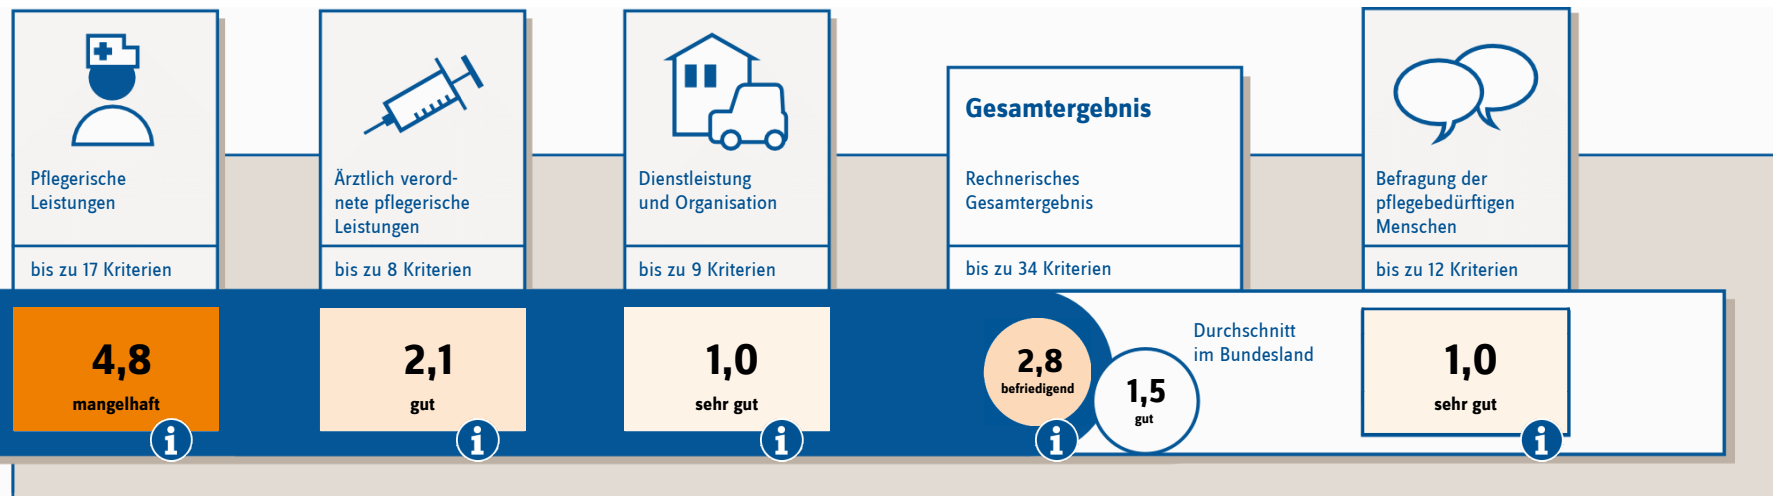 Pflegerische
Leistungen
bis zu 17 Kriterien
4,8
mangelhaft
i
Ärztlich verord-
nete pflegerische
Leistungen
bis zu 8 Kriterien
2,1
gut
i
Dienstleistung
und Organisation
bis zu 9 Kriterien
1,0
sehr gut
i
Gesamtergebnis
Rechnerisches
Gesamtergebnis
bis zu 34 Kriterien
2,8
befriedigend
i
1,5
gut
Durchschnitt
im Bundesland
Befragung der
pflegebedürftigen
Menschen
bis zu 12 Kriterien
1,0
sehr gut
i